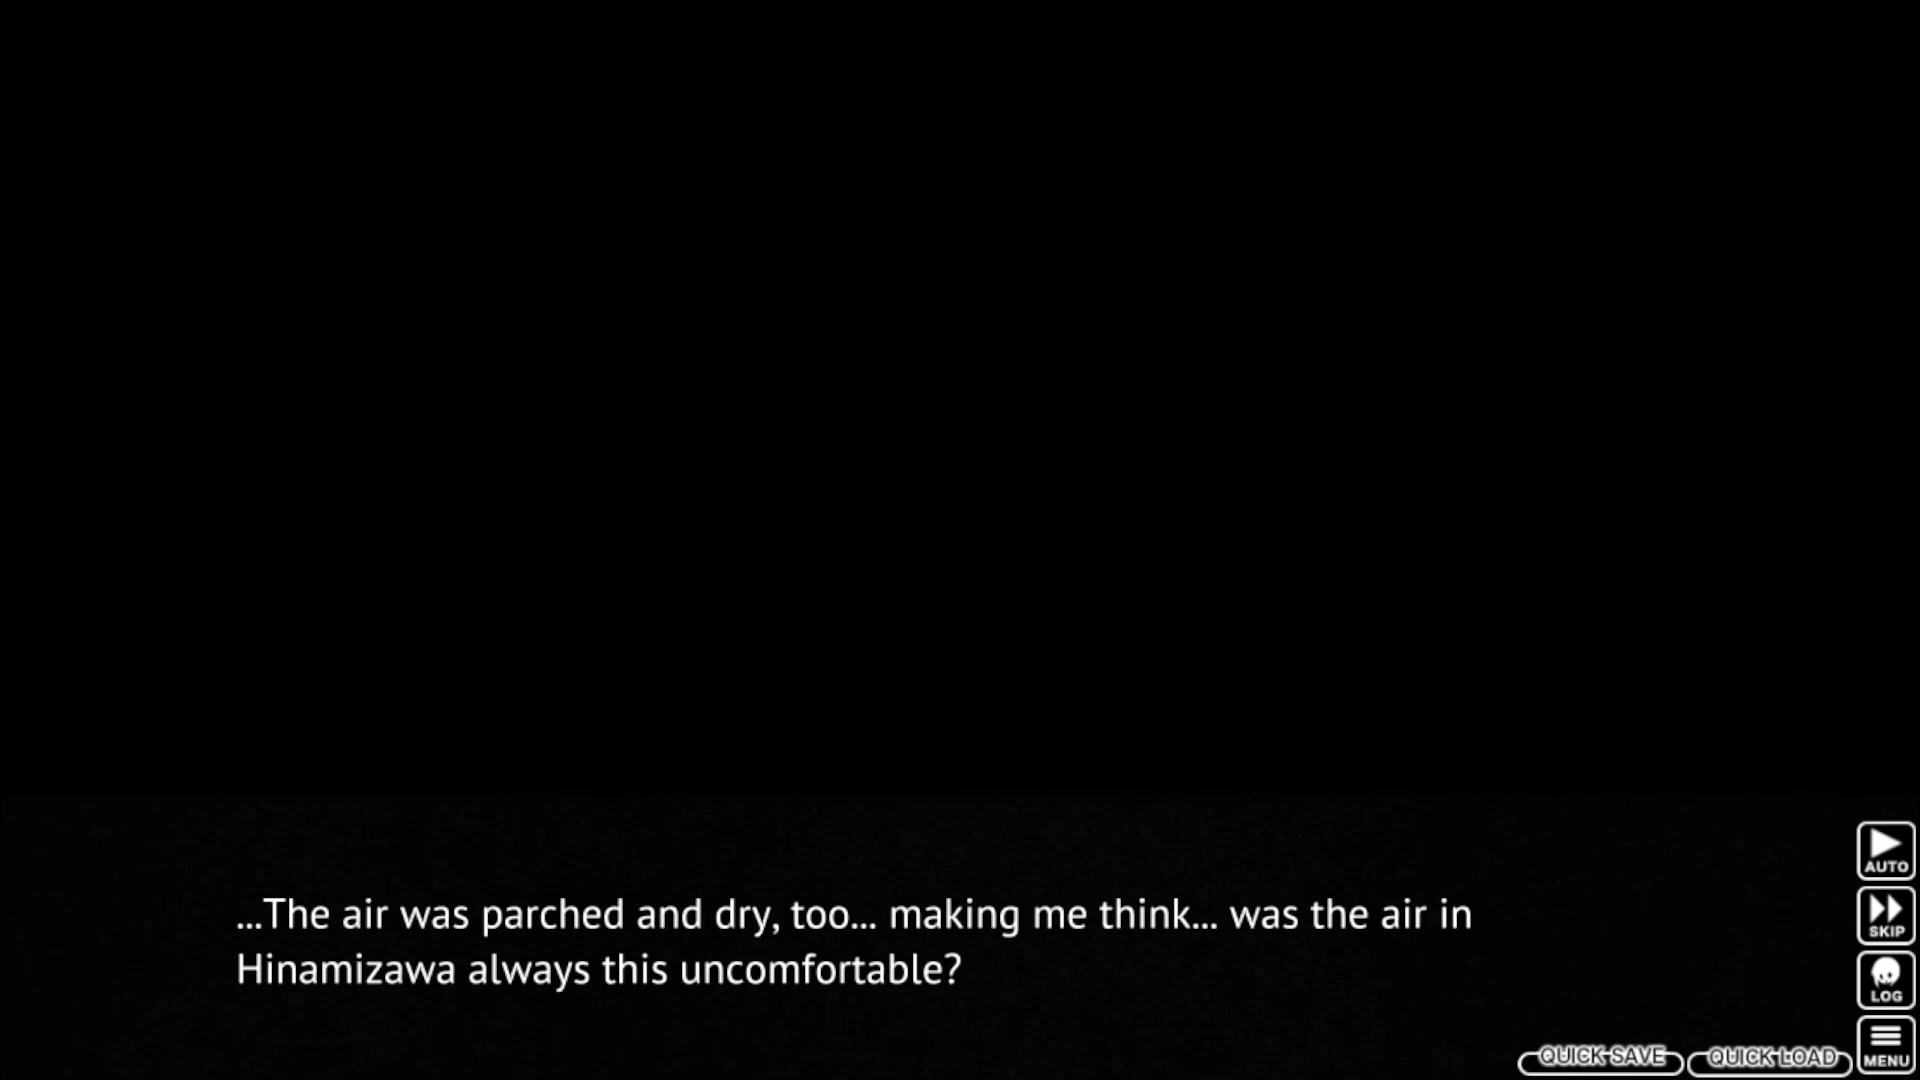 ...The air was parched and dry, too... making me think... was the air in
Hinamizawa always this uncomfortable?
AUTO
SKIP
LOG
MENU
QUICK SAVE
QUICK LOAD